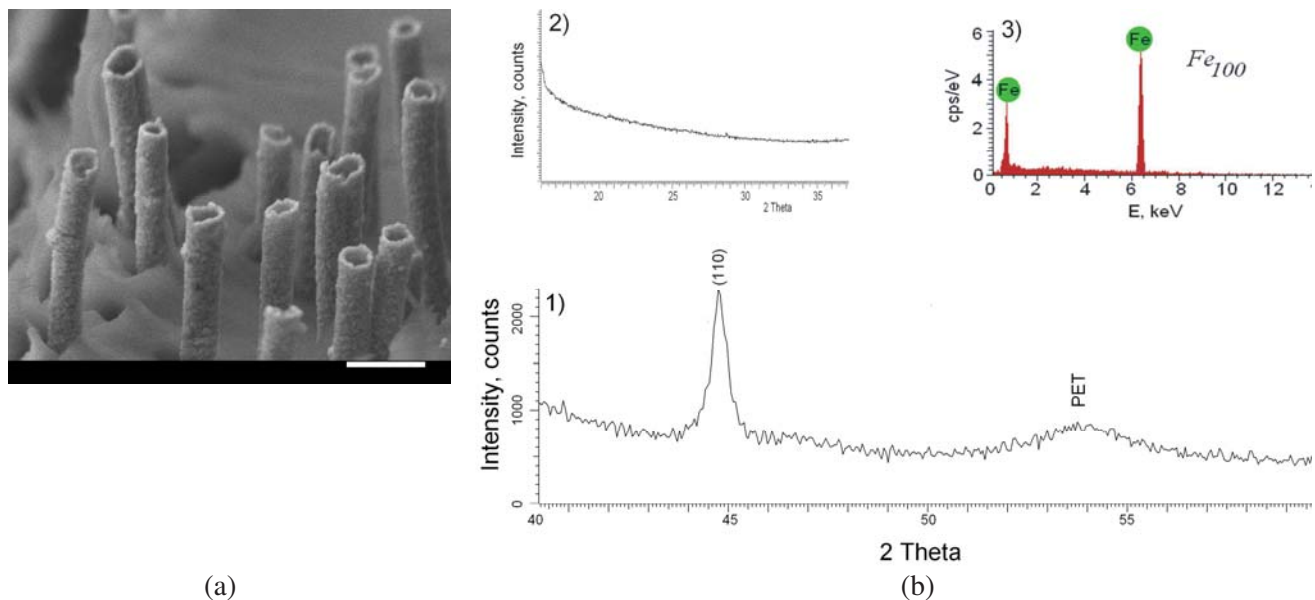 2)
Intensity, counts
20
25
30
35
2 Theta
3)
cps/eV
6
4
2
0
Fe
Fe
Fe100
0 2 4 6 8 10 12
E, keV
1)
Intensity, counts
2000
1000
0
(110)
PET
40
45
50
55
2 Theta
(a)
(b)